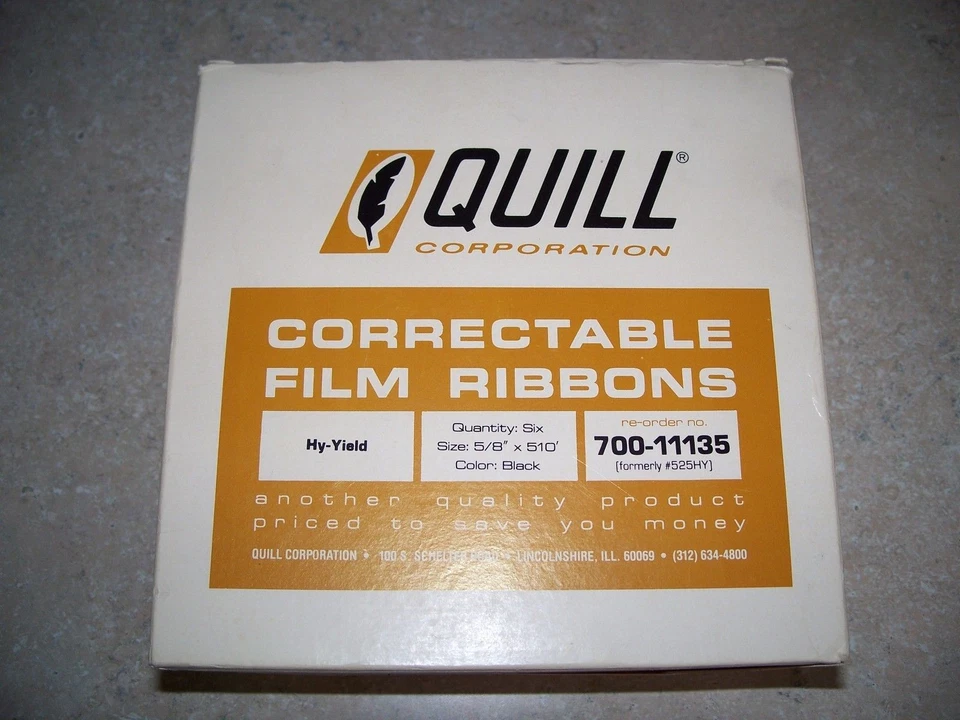 QUILL®
CORPORATION
CORRECTABLE
FILM RIBBONS
Hy-Yield
Quantity: Six
Size: 5/8" x 510'
Color: Black
re-order no.
700-11135
(formerly #525HY)
another quality product
priced to save you money
QUILL CORPORATION • 100 S. SCHELTER ROAD • LINCOLNSHIRE, ILL. 60069 • (312) 634-4800